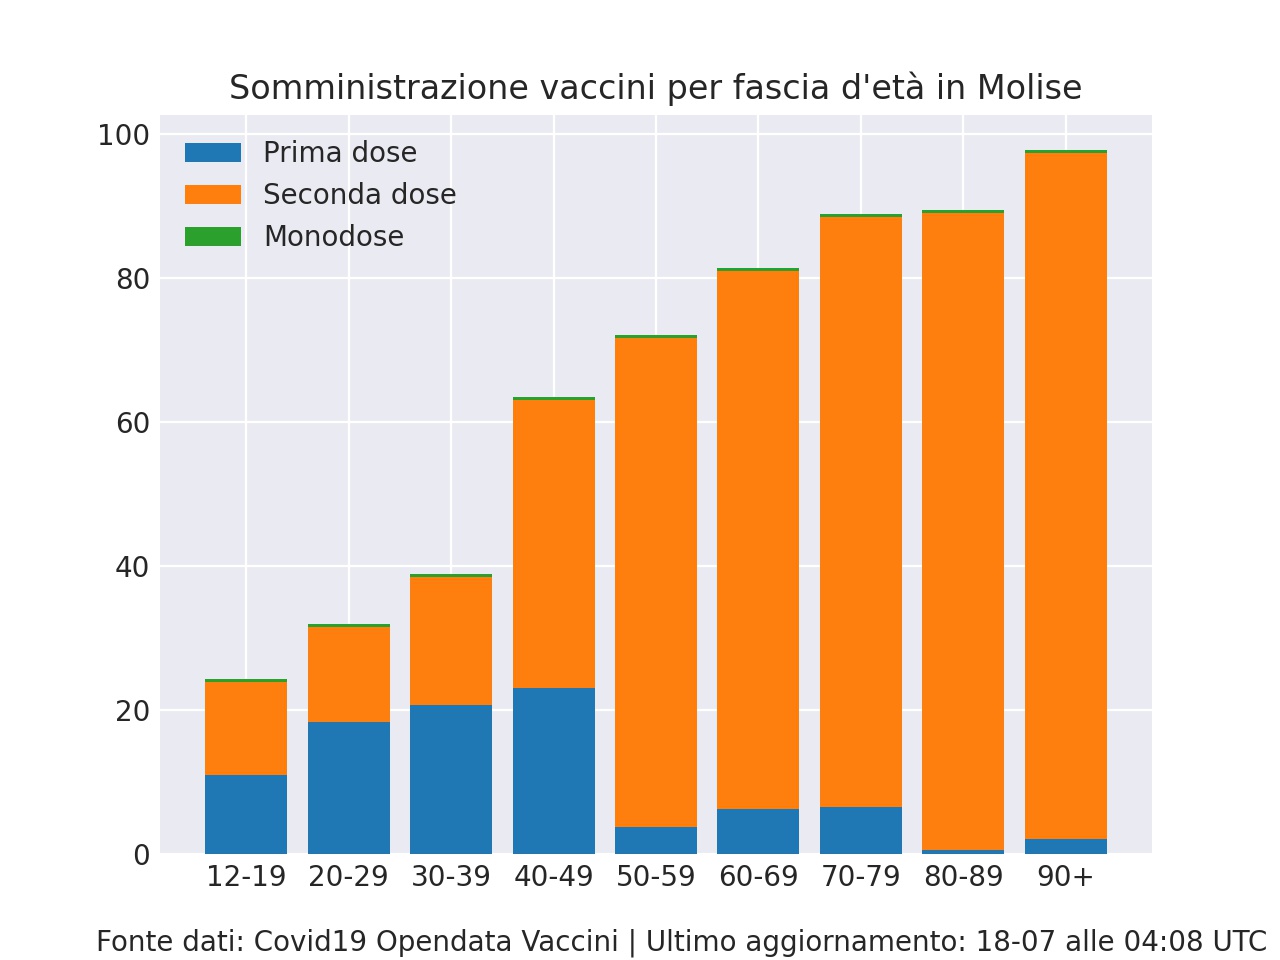 Somministrazione vaccini per fascia d'età in Molise
100
80
60
40
20
0
Prima dose
Seconda dose
Monodose
12-19 20-29 30-39 40-49 50-59 60-69 70-79 80-89 90+
Fonte dati: Covid19 Opendata Vaccini | Ultimo aggiornamento: 18-07 alle 04:08 UTC